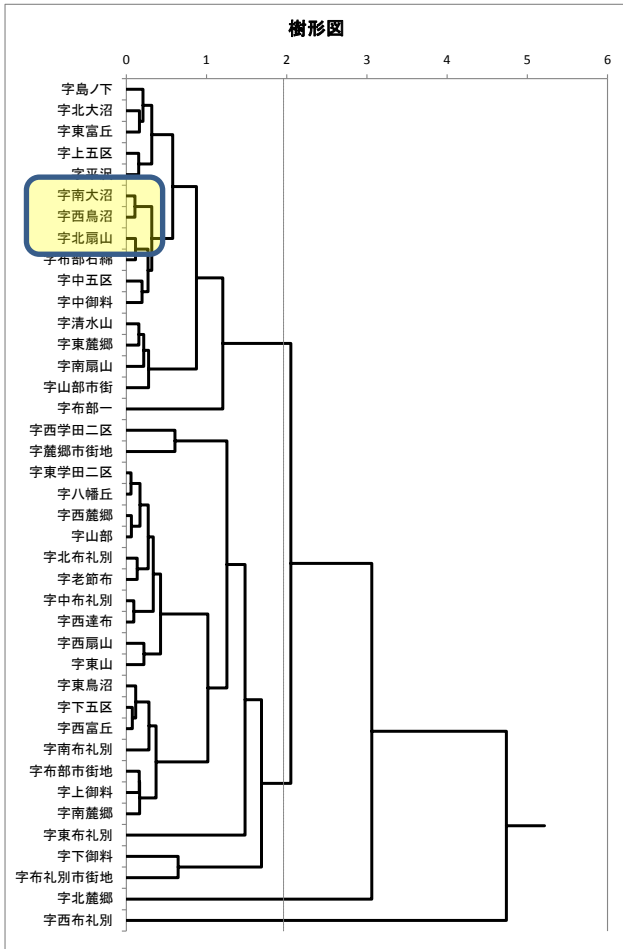 樹形図
0 1 2 3 4 5 6
字島ノ下
字北大沼
字東富丘
字上五区
字平沢
字南大沼
字西鳥沼
字北扇山
字布部石綿
字中五区
字中御料
字清水山
字東麓郷
字南扇山
字山部市街
字布部一
字西学田二区
字麓郷市街地
字東学田二区
字八幡丘
字西麓郷
字山部
字北布礼別
字老節布
字中布礼別
字西達布
字西扇山
字東山
字東鳥沼
字下五区
字西富丘
字南布礼別
字布部市街地
字上御料
字南麓郷
字東布礼別
字下御料
字布礼別市街地
字北麓郷
字西布礼別